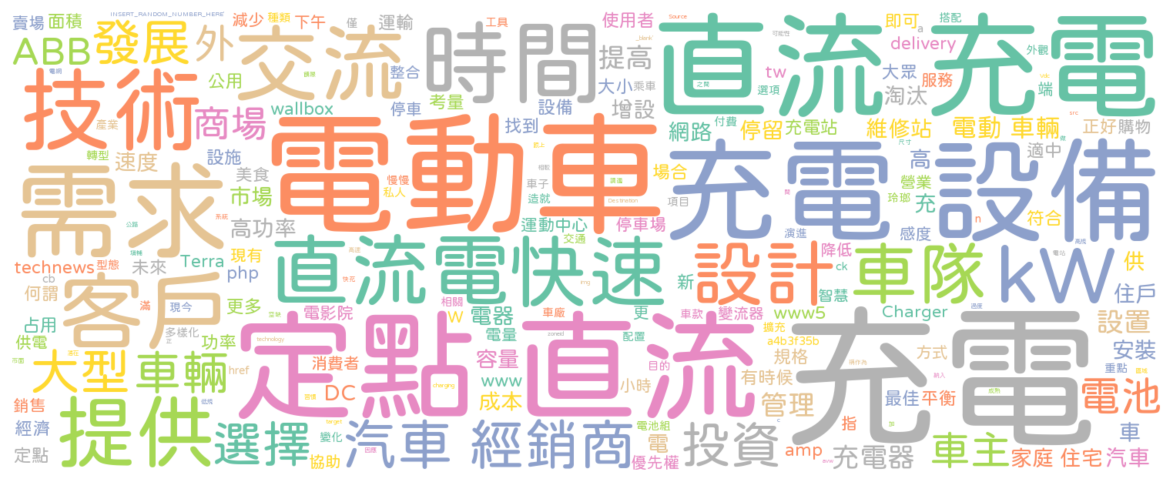 賣場 面積 INSERT_RANDOM_NUMBER_HERE 減少 種類 下午 僅 運輸 工具 使用者 Source 即可 a 搭配
ABB 發展 外 交流 時間 提高 直流 充電
可能性 delivery 外觀
技術 公用 整合 停車 考量 大小 乘車 tw 選項 大眾 服務 端
wallbox 設備 增設 淘汰
商場 電動車 找到 網路 付費 停留 充電站 維修站 電動 車輛 正好 購物
產業 轉型 速度 設施 場合 充電 設備 高 適中
需求 美食 慢慢 私人 車子 造就 項目 營業 玲瑯 充 符合
市場 運動中心 停車場 演進 感度 n
高功率 交通 直流電 快速 設計 降低 車隊 kW 供
technews 型態 未來 Terra 現有 新 ck 智慧 住戶
cb 何謂 客戶 php 更多 電影院 相關 W 電器 更 車廠 車款 變流器 www5 Charger 設置
占用 滿 現今 多樣化 功率 電量 配置 擴充 a4b3f35b
供電 定點 直流 充電 方式 安裝
大型 車輛 href 消費者 容量 目的 規格 重點
technology www 小時 有時候
銷售 提供 DC charging 成本 管理 最佳 平衡 電池
經濟 選擇 變化 汽車 經銷商 電池組 電 投資 指 車
定點 協助 優先權 amp 充電器 車主 家庭 住宅 汽車